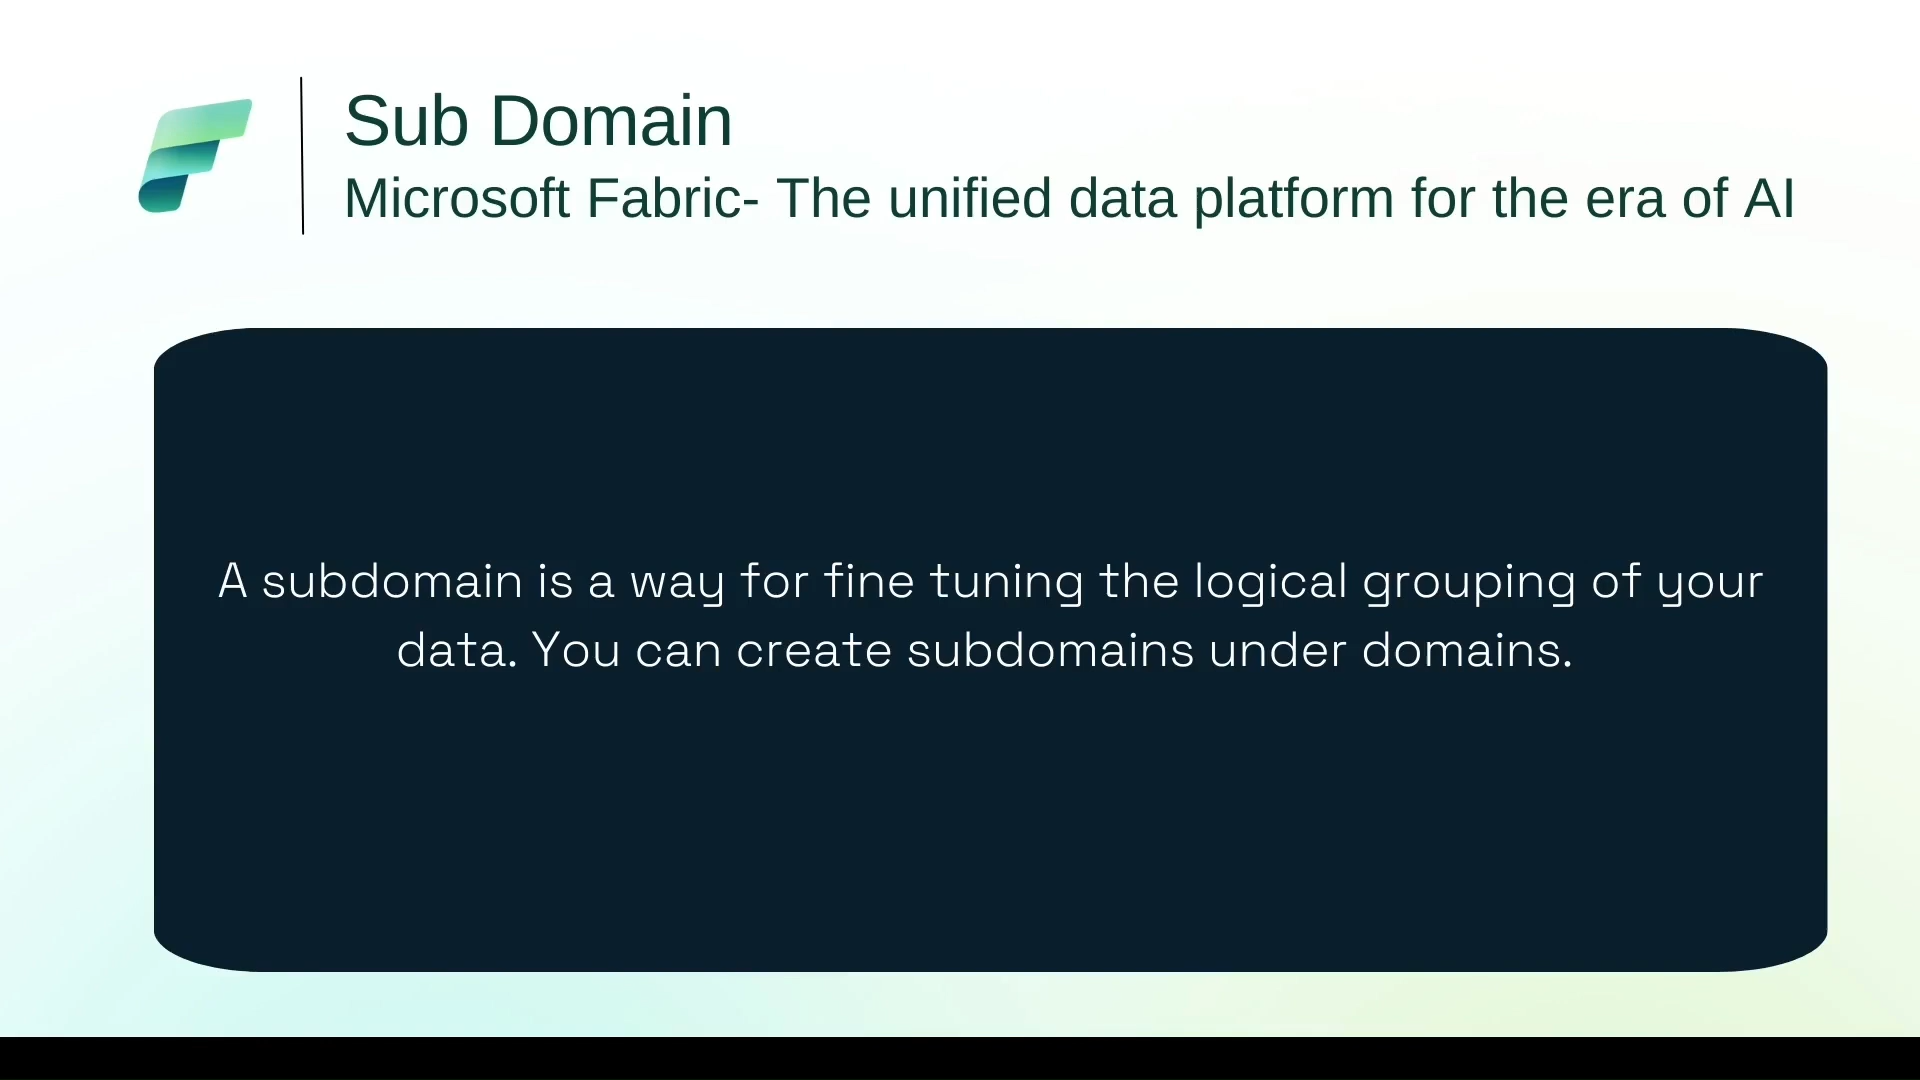 Sub Domain
Microsoft Fabric- The unified data platform for the era of AI
A subdomain is a way for fine tuning the logical grouping of your
data. You can create subdomains under domains.